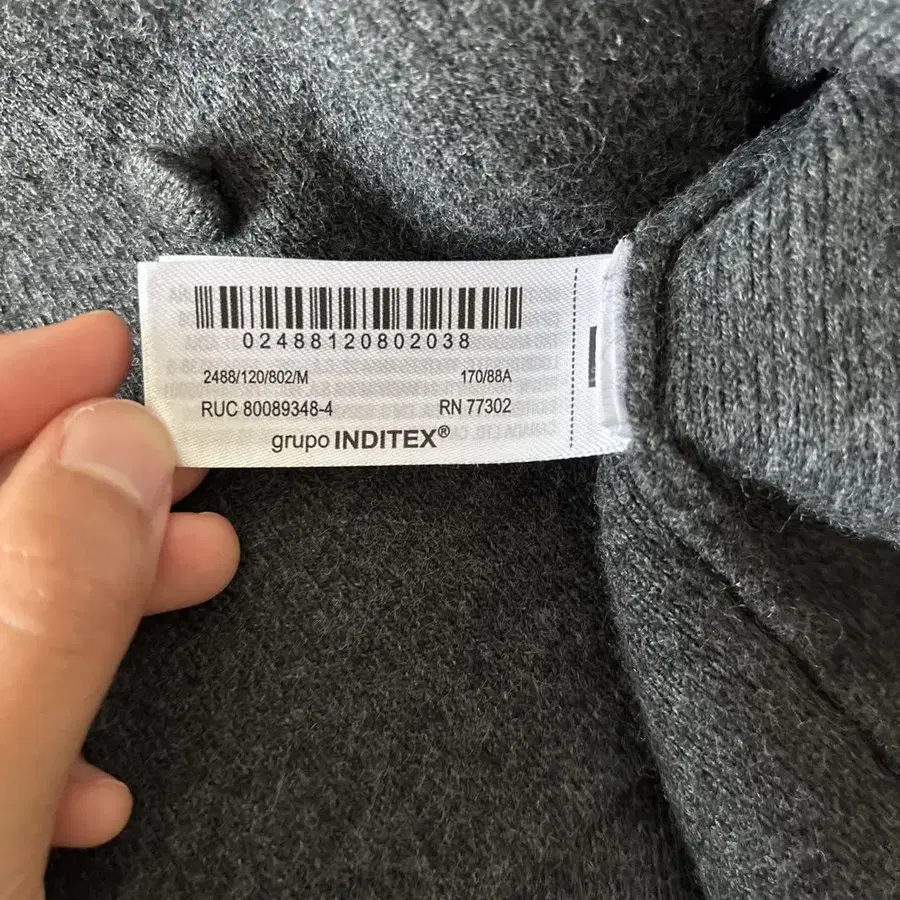 02488120802038
2488/120/802/M 170/88A
RUC 80089348-4 RN 77302
grupo INDITEX®